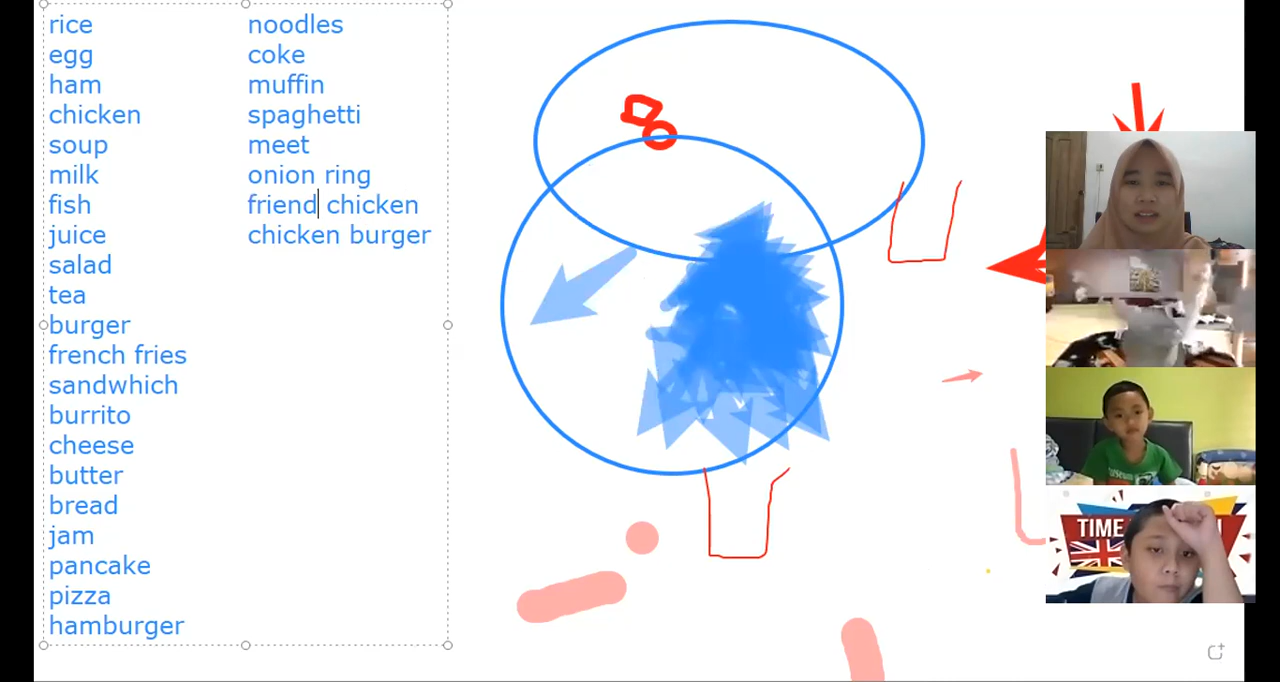 rice
egg
ham
chicken
soup
milk
fish
juice
salad
tea
burger
french fries
sandwhich
burrito
cheese
butter
bread
jam
pancake
pizza
hamburger
noodles
coke
muffin
spaghetti
meet
onion ring
friend chicken
chicken burger
TIME